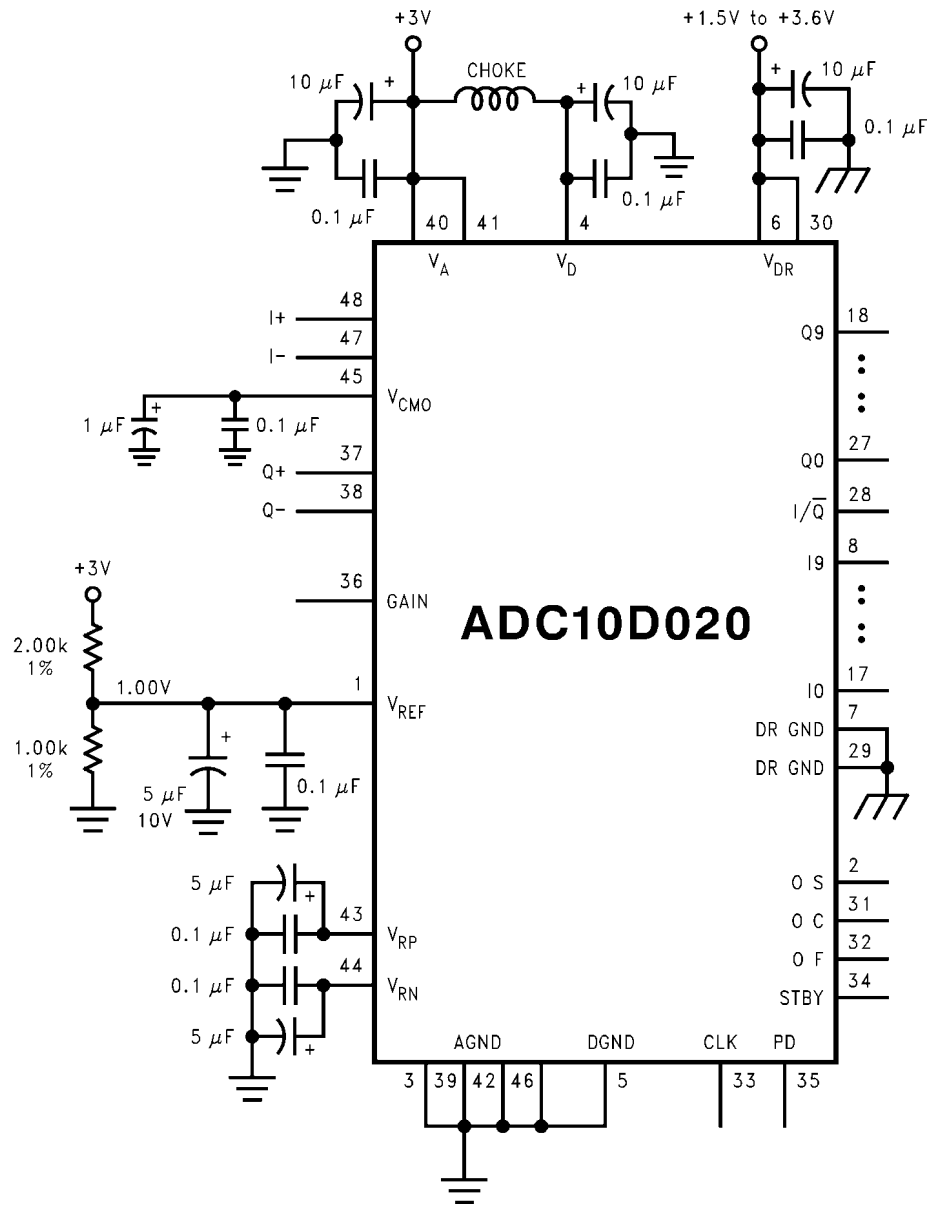 +3V
+1.5V to +3.6V
10 µF
+
CHOKE
+
10 µF
+
10 µF
0.1 µF
0.1 µF
0.1 µF
40
41
4
6
30
V_A
V_D
V_DR
48
I+
47
I-
45
V_CMO
1 µF
+
0.1 µF
37
Q+
38
Q-
36
GAIN
+3V
2.00k
1%
1.00V
1
V_REF
1.00k
1%
+
5 µF
10V
0.1 µF
5 µF
+
43
0.1 µF
V_RP
44
0.1 µF
V_RN
5 µF
+
ADC10D020
Q9
18
Q0
27
I/Q̅
28
I9
8
I0
17
DR GND
7
DR GND
29
O S
2
O C
31
O F
32
STBY
34
AGND
DGND
CLK
PD
3
39
42
46
5
33
35